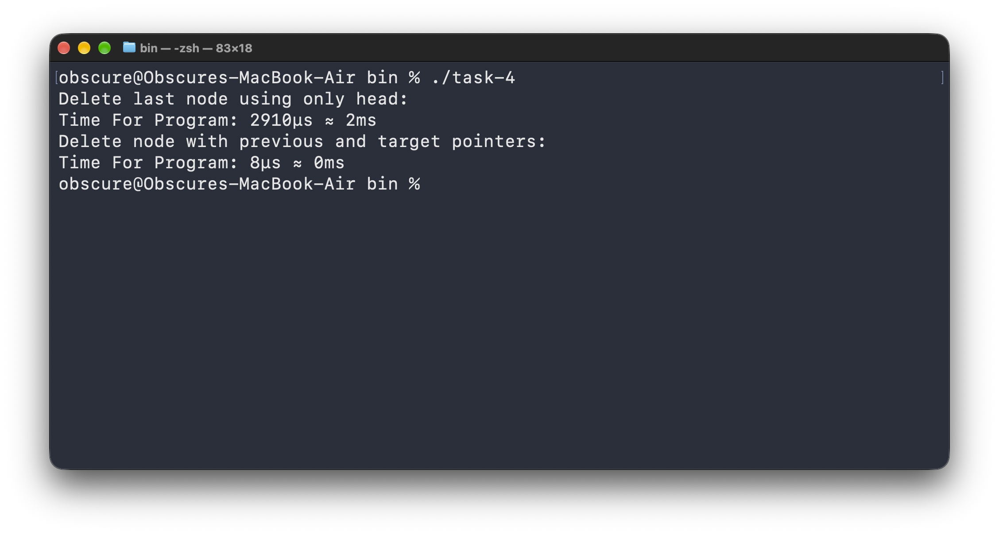 bin — -zsh — 83×18
[obscure@Obscures-MacBook-Air bin % ./task-4 ]
Delete last node using only head:
Time For Program: 2910μs ≈ 2ms
Delete node with previous and target pointers:
Time For Program: 8μs ≈ 0ms
obscure@Obscures-MacBook-Air bin %